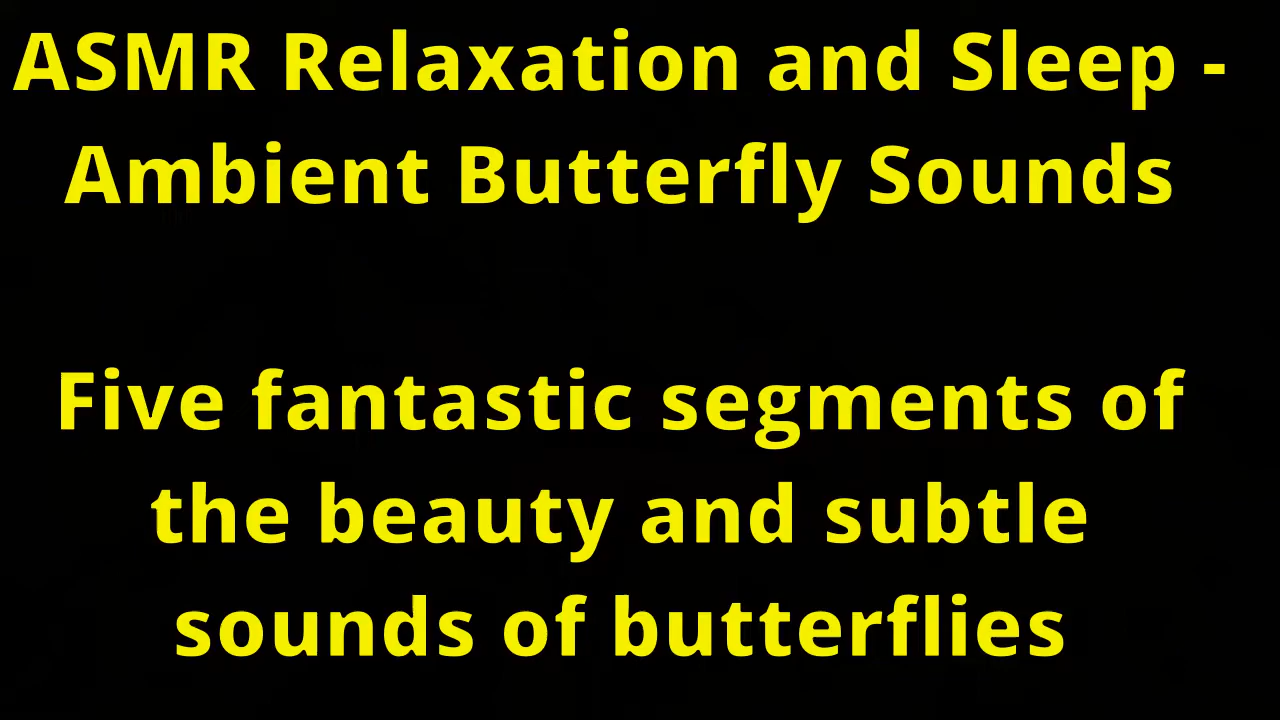 ASMR Relaxation and Sleep -
Ambient Butterfly Sounds
Five fantastic segments of
the beauty and subtle
sounds of butterflies